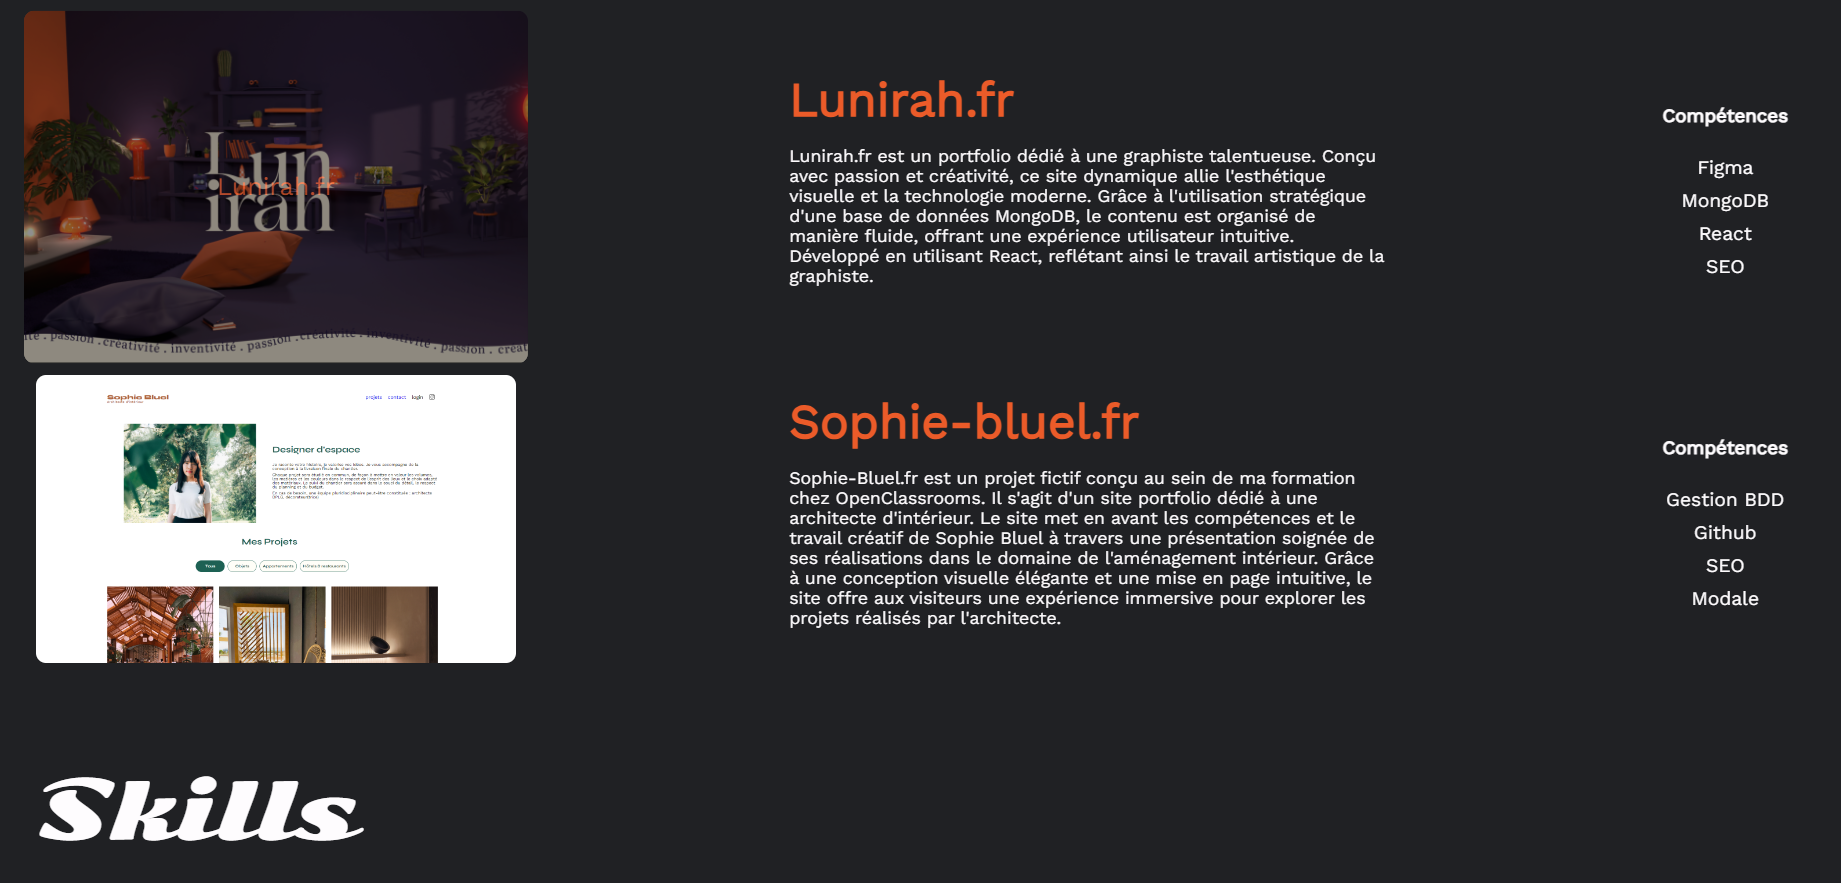 Lun
irah
Lunirah.fr
ité . passion . créativité . inventivité . passion . créativité . inventivité . passion . créat
Lunirah.fr
Lunirah.fr est un portfolio dédié à une graphiste talentueuse. Conçu
avec passion et créativité, ce site dynamique allie l'esthétique
visuelle et la technologie moderne. Grâce à l'utilisation stratégique
d'une base de données MongoDB, le contenu est organisé de
manière fluide, offrant une expérience utilisateur intuitive.
Développé en utilisant React, reflétant ainsi le travail artistique de la
graphiste.
Compétences
Figma
MongoDB
React
SEO
Sophie Bluel
projets contact login
Designer d'espace
Mes Projets
Tous Objets Appartements Hôtels & restaurants
Sophie-bluel.fr
Sophie-Bluel.fr est un projet fictif conçu au sein de ma formation
chez OpenClassrooms. Il s'agit d'un site portfolio dédié à une
architecte d'intérieur. Le site met en avant les compétences et le
travail créatif de Sophie Bluel à travers une présentation soignée de
ses réalisations dans le domaine de l'aménagement intérieur. Grâce
à une conception visuelle élégante et une mise en page intuitive, le
site offre aux visiteurs une expérience immersive pour explorer les
projets réalisés par l'architecte.
Compétences
Gestion BDD
Github
SEO
Modale
Skills